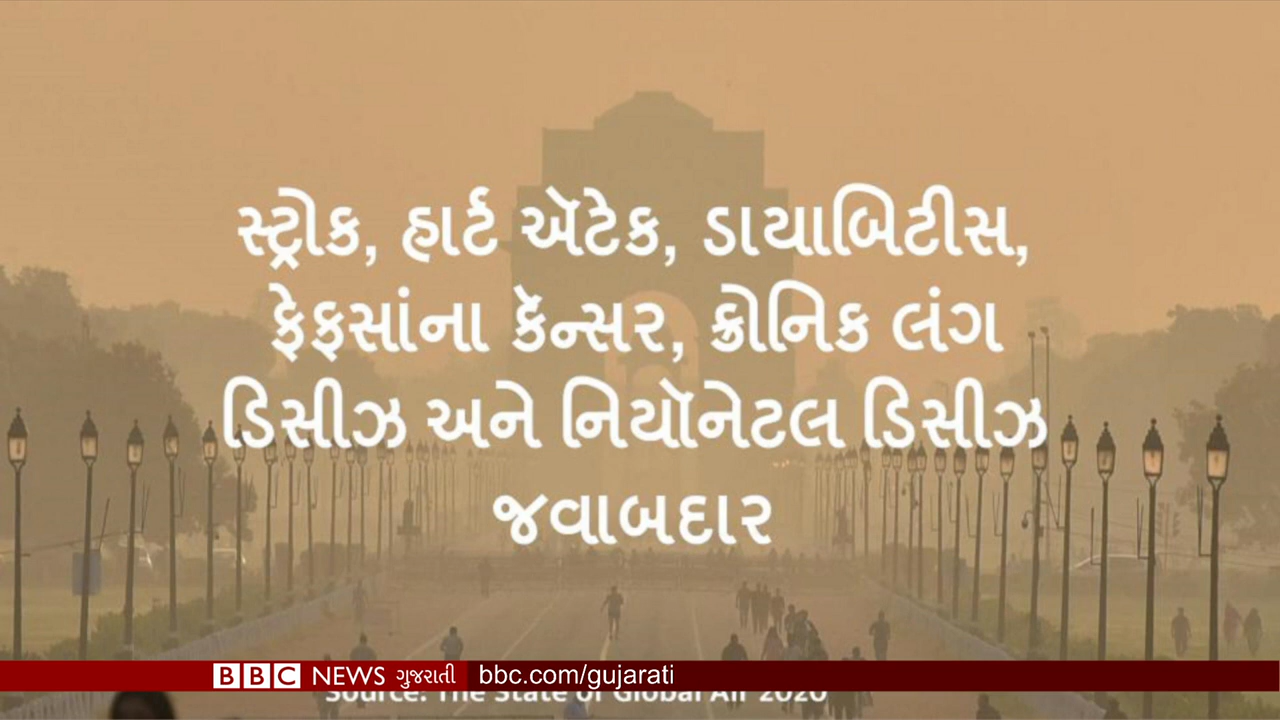 સ્ટ્રોક, હાર્ટ ઍટેક, ડાયાબિટીસ,
ફેફસાંના કૅન્સર, ક્રોનિક લંગ
ડિસીઝ અને નિયૉનેટલ ડિસીઝ
જવાબદાર
BBC NEWS ગુજરાતી bbc.com/gujarati
Source: The State of Global Air 2020